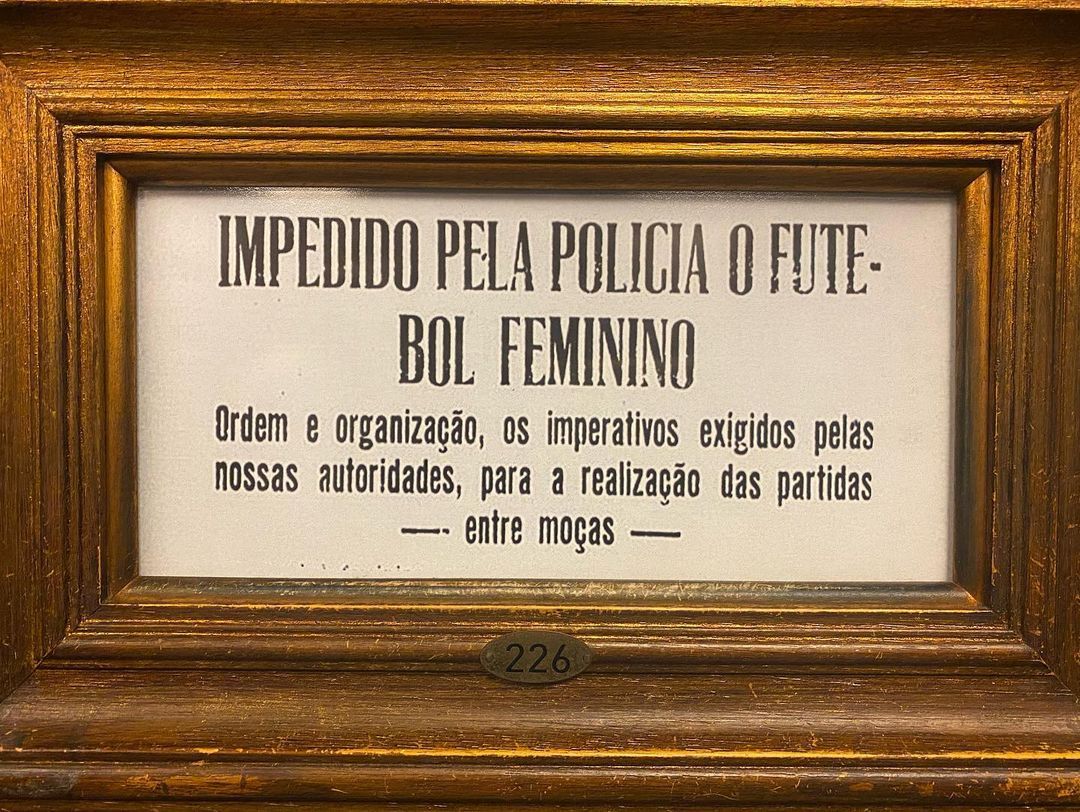 IMPEDIDO PELA POLICIA O FUTE-
BOL FEMININO
Ordem e organização, os imperativos exigidos pelas
nossas autoridades, para a realização das partidas
—- entre moças —
226